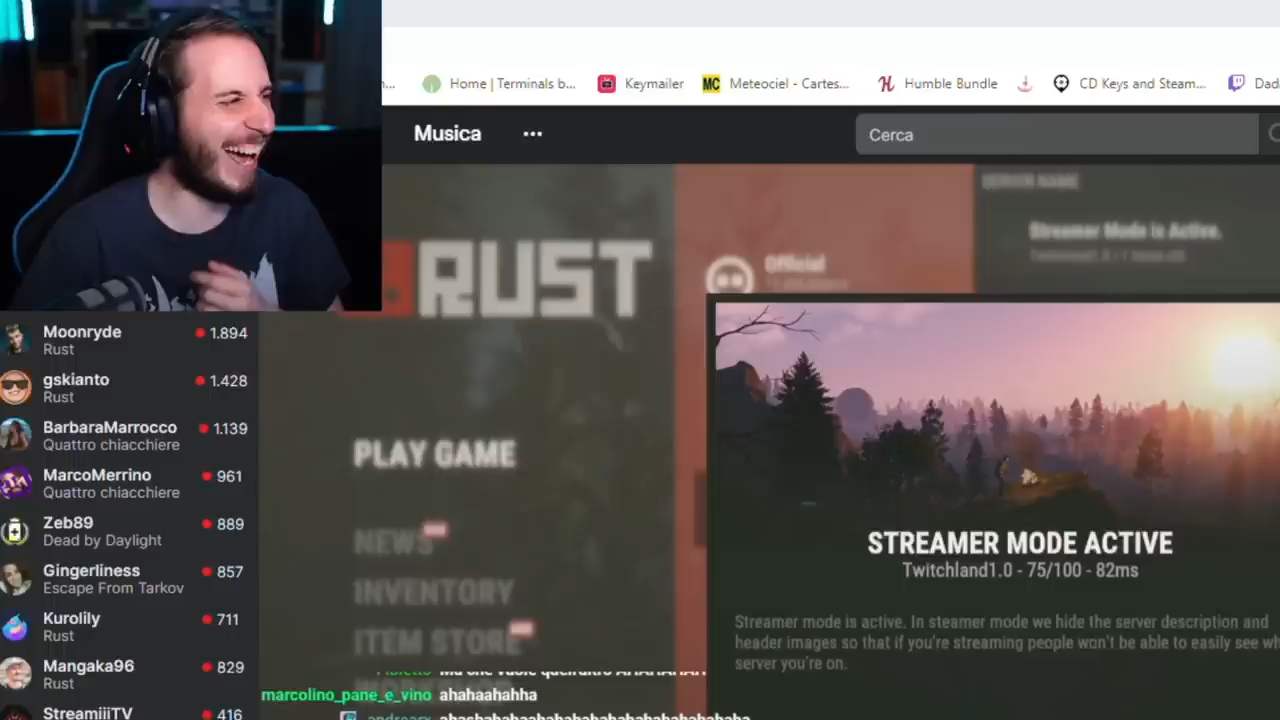 Home | Terminals b...
Keymailer
MC
Meteociel - Cartes...
H
Humble Bundle
CD Keys and Steam...
Musica
...
Cerca
SERVER NAME
Streamer Mode is Active.
Official
RUST
Moonryde
1.894
Rust
gskianto
1.428
Rust
BarbaraMarrocco
1.139
Quattro chiacchiere
MarcoMerrino
961
Quattro chiacchiere
Zeb89
889
Dead by Daylight
Gingerliness
857
Escape From Tarkov
Kurolily
711
Rust
Mangaka96
829
Rust
StreamiiiTV
416
PLAY GAME
NEWS
INVENTORY
ITEM STORE
STREAMER MODE ACTIVE
Twitchland1.0 - 75/100 - 82ms
Streamer mode is active. In steamer mode we hide the server description and
header images so that if you're streaming people won't be able to easily see
server you're on.
marcolino_pane_e_vino ahahaahahha